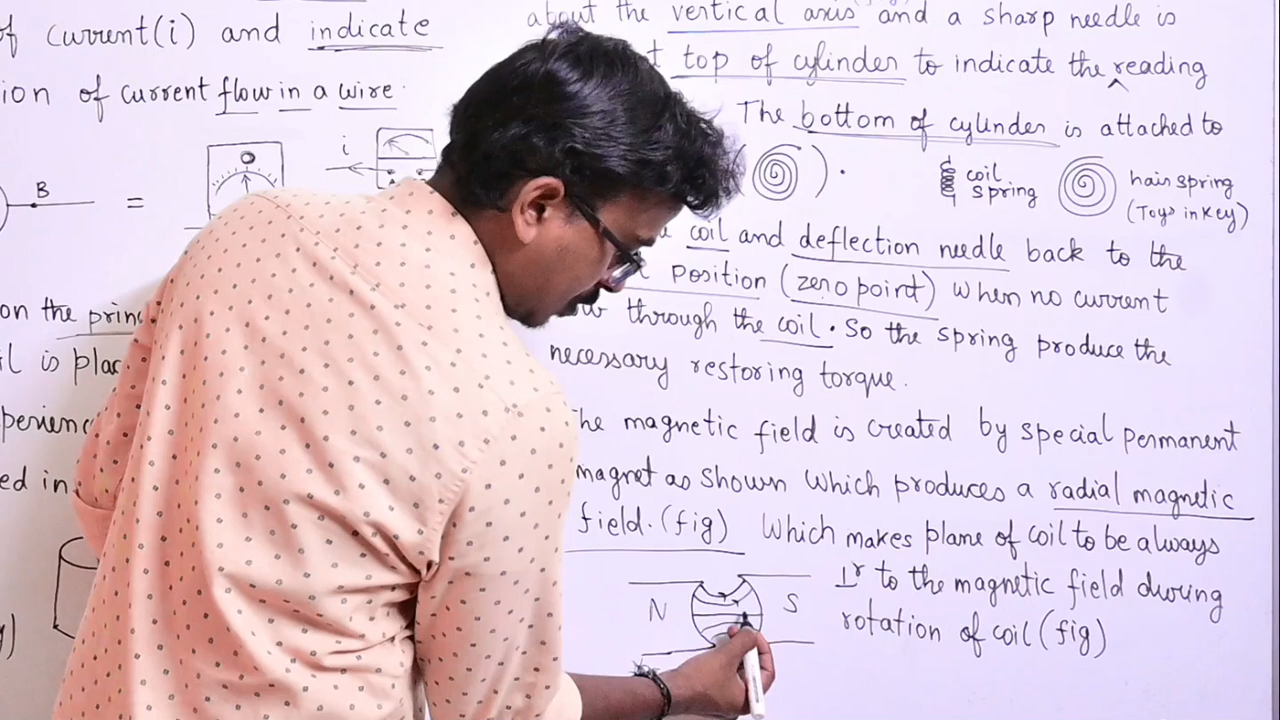 of current(i) and indicate
ion of current flow in a wire.
B
=
i
on the princ
il is plac
perienc
ed in
about the vertical axis and a sharp needle is
t top of cylinder to indicate the ^ reading
The bottom of cylinder is attached to
( ) .
coil spring
hair spring
(Toys in key)
coil and deflection needle back to the
position (zero point) when no current
ow through the coil. So the spring produce the
necessary restoring torque.
The magnetic field is created by special permanent
magnet as shown which produces a radial magnetic
field. (fig) Which makes plane of coil to be always
⊥r to the magnetic field during
rotation of coil (fig)
N
S